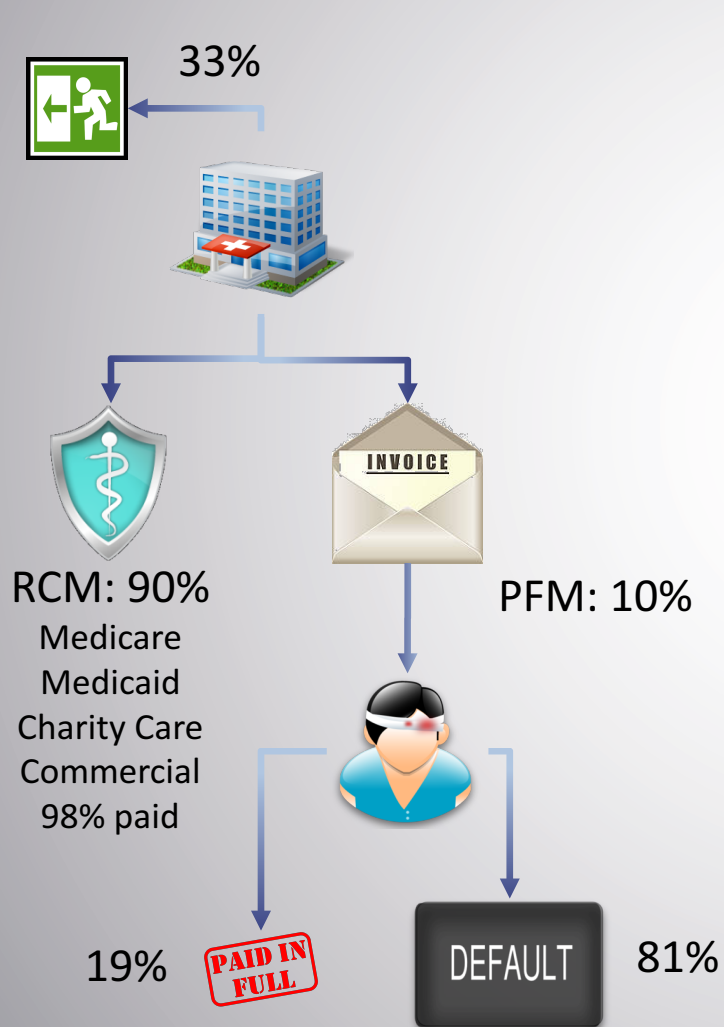 33%
INVOICE
RCM: 90%
Medicare
Medicaid
Charity Care
Commercial
98% paid
PFM: 10%
19%
PAID IN
FULL
DEFAULT
81%